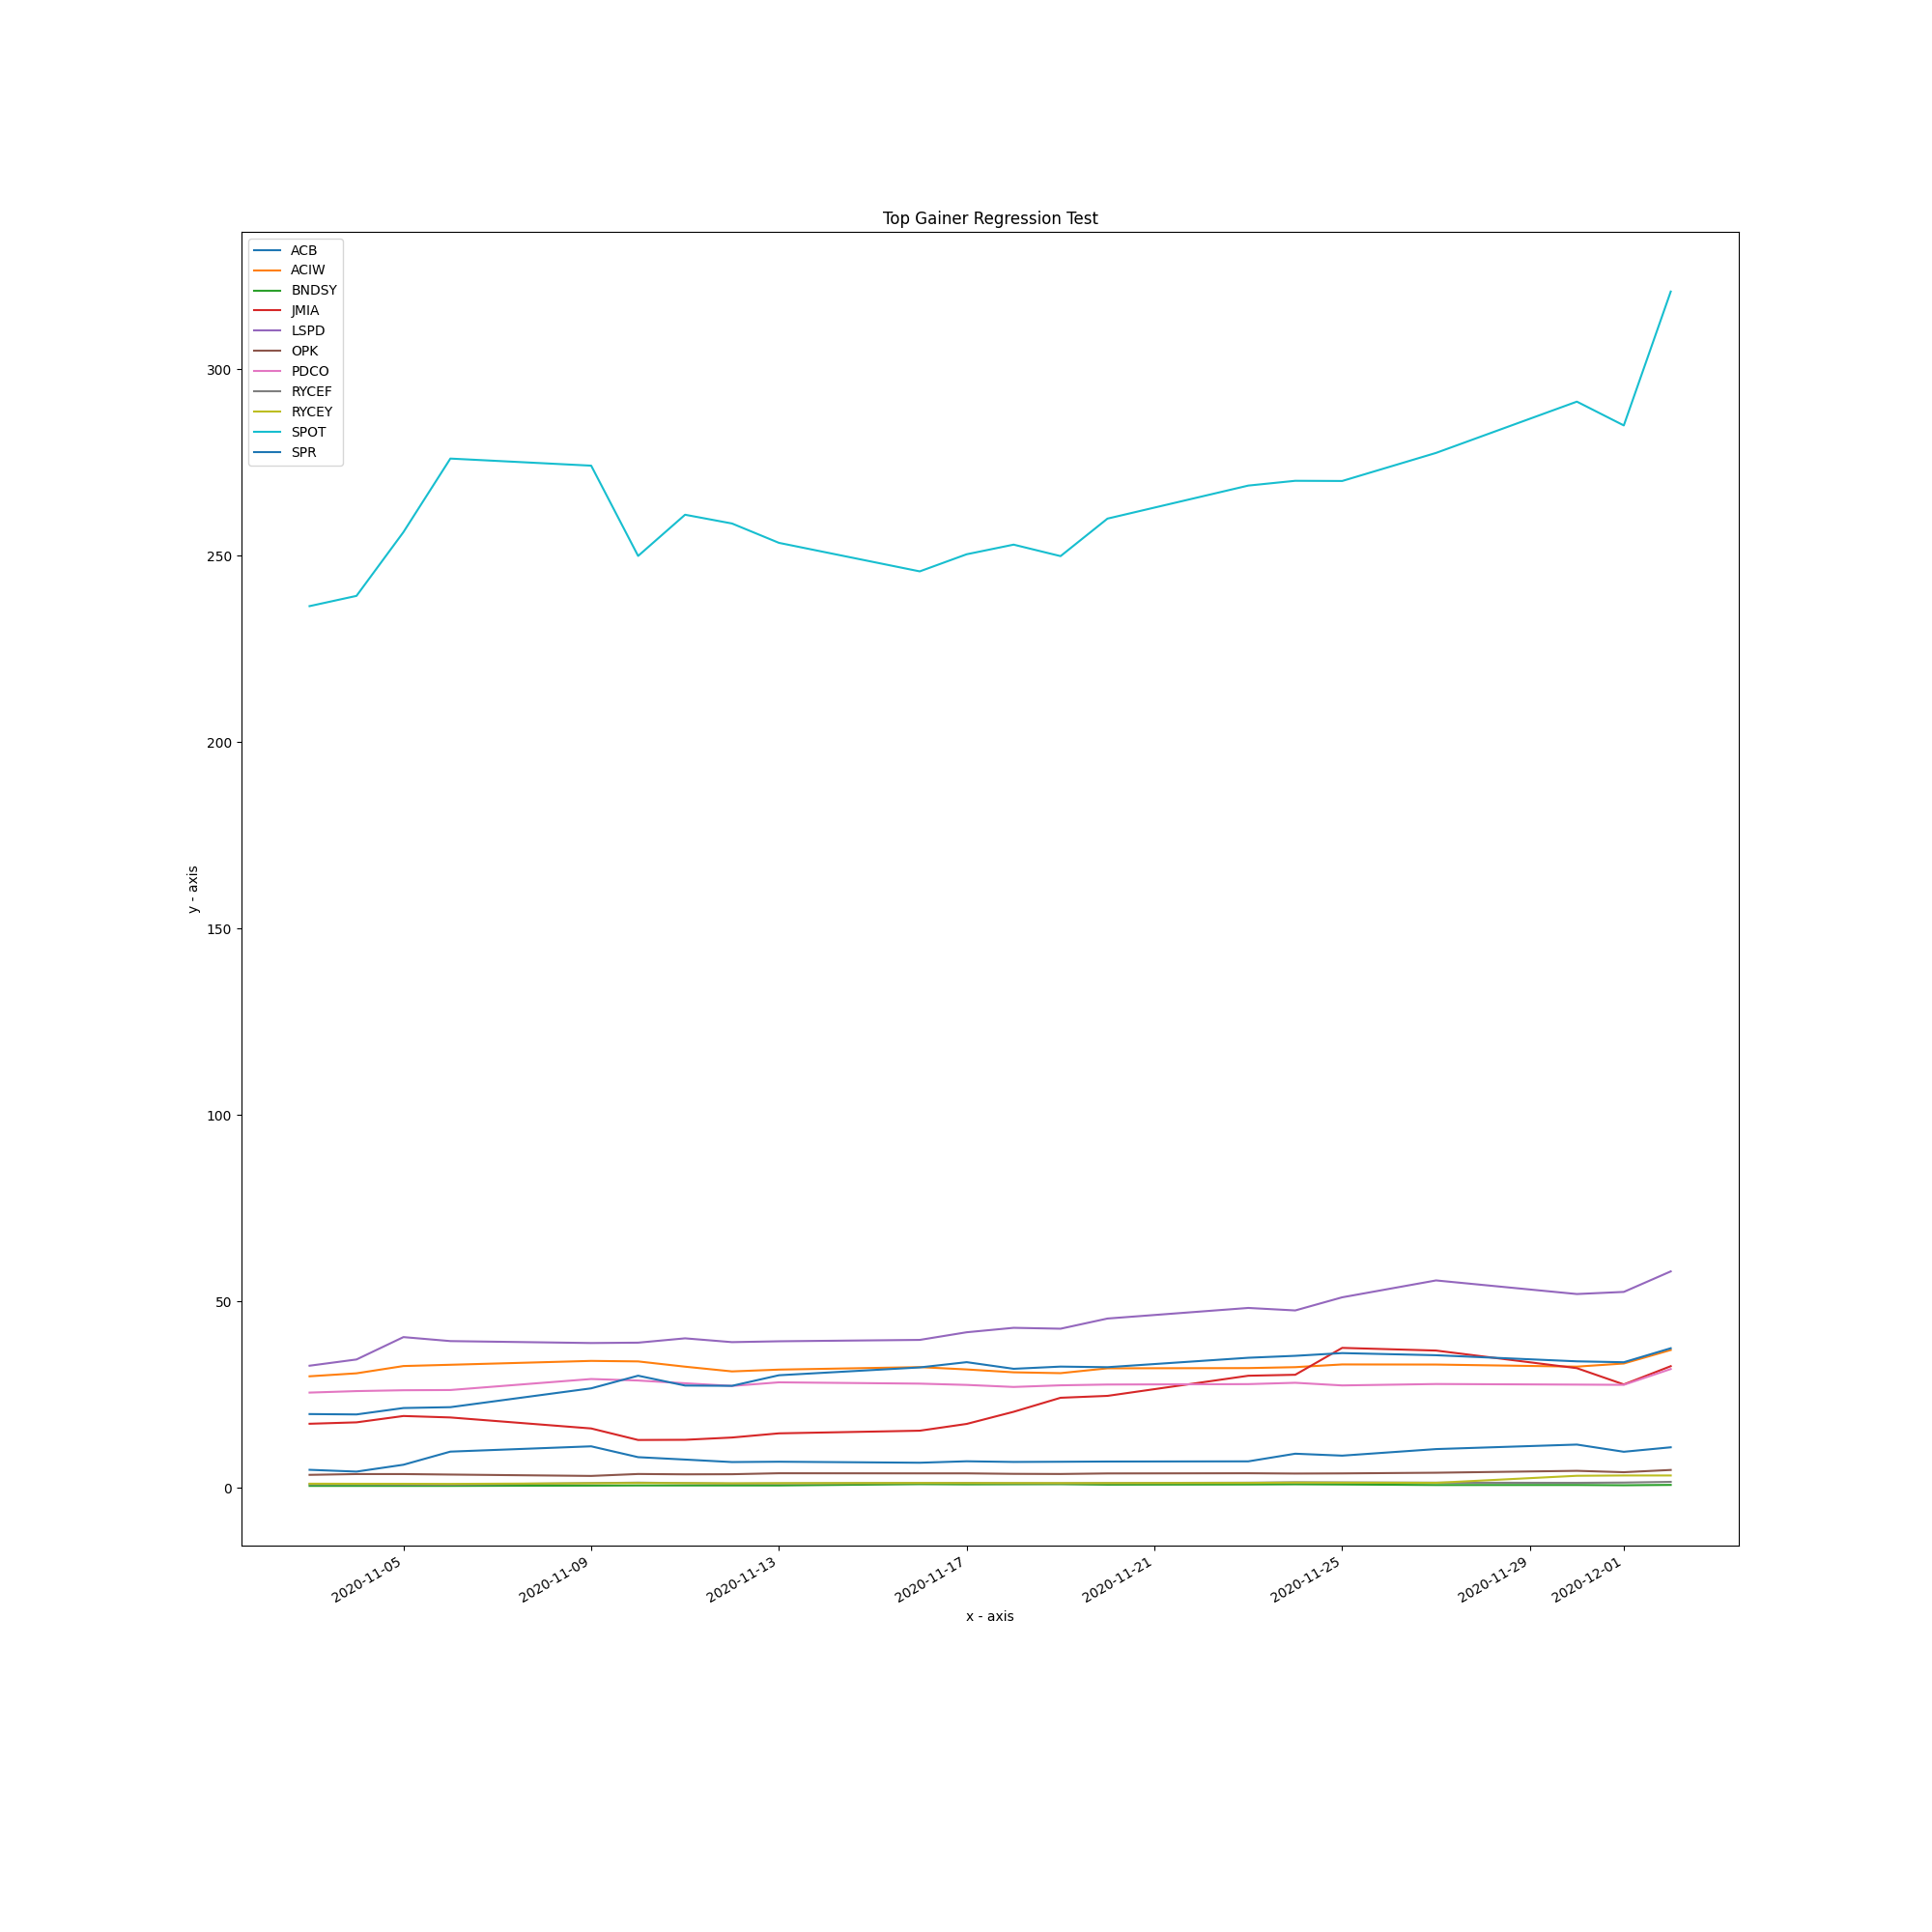 Top Gainer Regression Test
ACB
ACIW
BNDSY
JMIA
LSPD
OPK
PDCO
RYCEF
RYCEY
SPOT
SPR
300
250
200
150
100
50
0
y - axis
2020-11-05
2020-11-09
2020-11-13
2020-11-17
2020-11-21
2020-11-25
2020-11-29
2020-12-01
x - axis